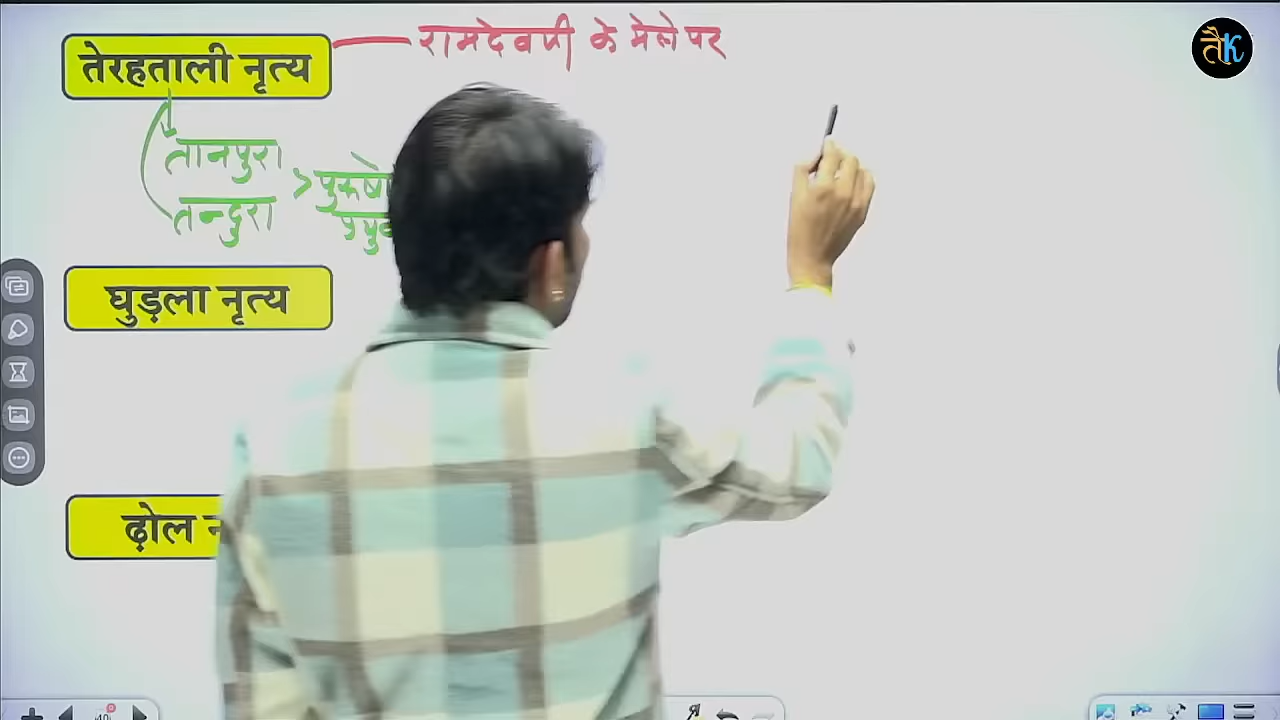 तेरहताली नृत्य
रामदेवजी के मेले पर
तैK
तानपुरा
तन्दुरा
घुड़ला नृत्य
ढ़ोल